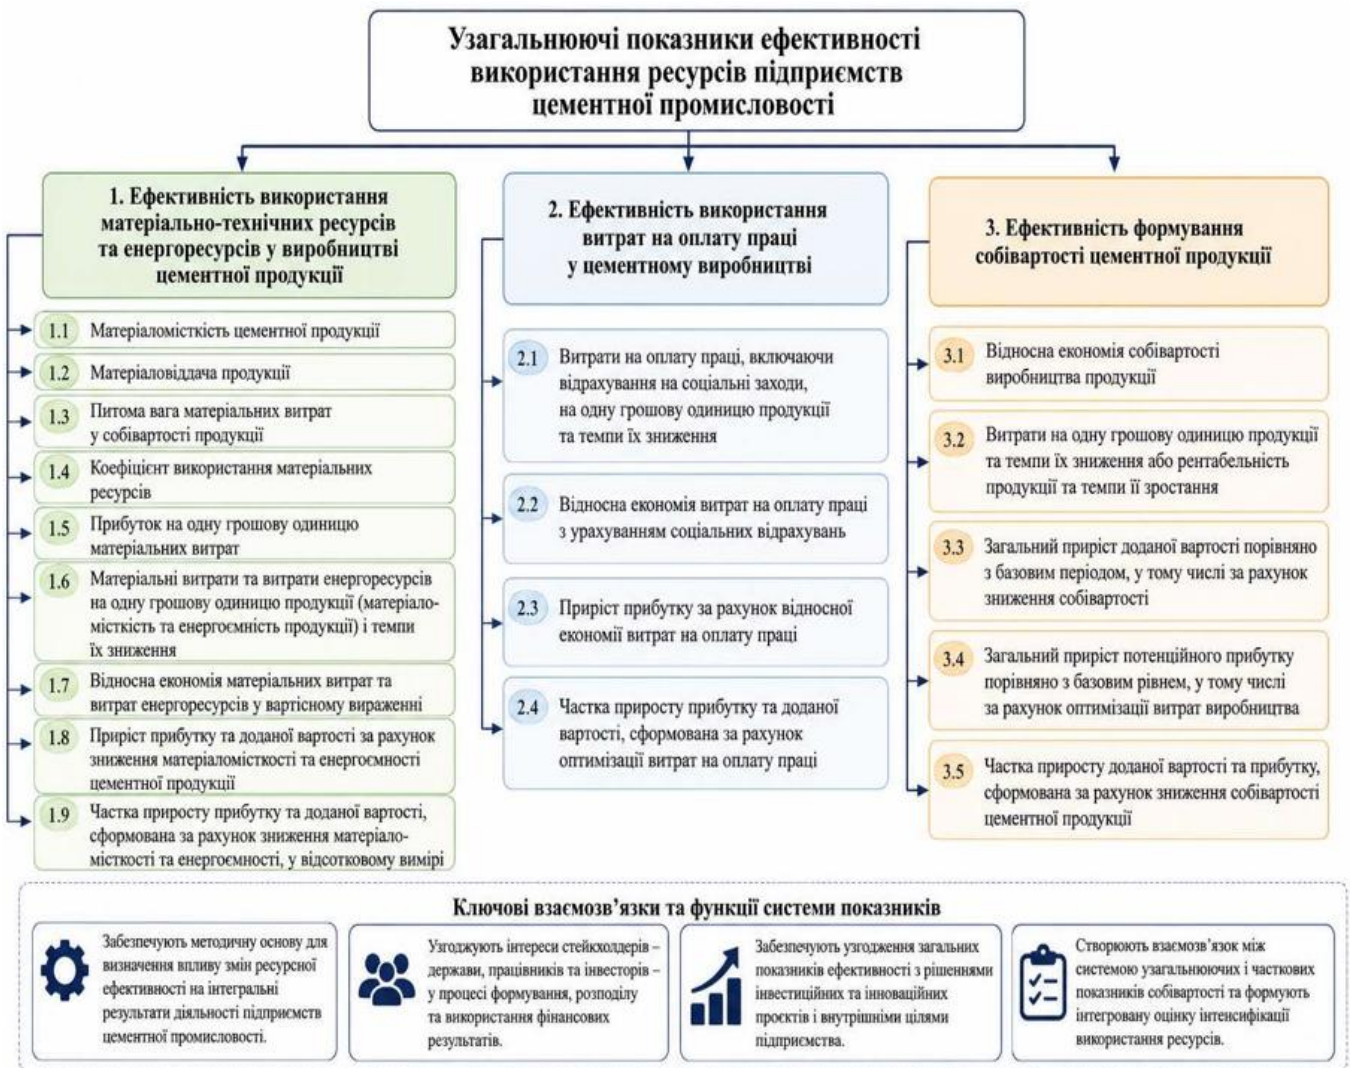 Узагальнюючі показники ефективності
використання ресурсів підприємств
цементної промисловості
1. Ефективність використання
матеріально-технічних ресурсів
та енергоресурсів у виробництві
цементної продукції
1.1 Матеріаломісткість цементної продукції
1.2 Матеріаловіддача продукції
1.3 Питома вага матеріальних витрат
у собівартості продукції
1.4 Коефіцієнт використання матеріальних
ресурсів
1.5 Прибуток на одну грошову одиницю
матеріальних витрат
1.6 Матеріальні витрати та витрати енергоресурсів
на одну грошову одиницю продукції (матеріало-
місткість та енергоємність продукції) і темпи
їх зниження
1.7 Відносна економія матеріальних витрат та
витрат енергоресурсів у вартісному вираженні
1.8 Приріст прибутку та доданої вартості за рахунок
зниження матеріаломісткості та енергоємності
цементної продукції
1.9 Частка приросту прибутку та доданої вартості,
сформована за рахунок зниження матеріало-
місткості та енергоємності, у відсотковому вимірі
2. Ефективність використання
витрат на оплату праці
у цементному виробництві
2.1 Витрати на оплату праці, включаючи
відрахування на соціальні заходи,
на одну грошову одиницю продукції
та темпи їх зниження
2.2 Відносна економія витрат на оплату праці
з урахуванням соціальних відрахувань
2.3 Приріст прибутку за рахунок відносної
економії витрат на оплату праці
2.4 Частка приросту прибутку та доданої
вартості, сформована за рахунок
оптимізації витрат на оплату праці
3. Ефективність формування
собівартості цементної продукції
3.1 Відносна економія собівартості
виробництва продукції
3.2 Витрати на одну грошову одиницю продукції
та темпи їх зниження або рентабельність
продукції та темпи її зростання
3.3 Загальний приріст доданої вартості порівняно
з базовим періодом, у тому числі за рахунок
зниження собівартості
3.4 Загальний приріст потенційного прибутку
порівняно з базовим рівнем, у тому числі
за рахунок оптимізації витрат виробництва
3.5 Частка приросту доданої вартості та прибутку,
сформована за рахунок зниження собівартості
цементної продукції
Ключові взаємозв’язки та функції системи показників
Забезпечують методичну основу для
визначення впливу змін ресурсної
ефективності на інтегральні
результати діяльності підприємств
цементної промисловості.
Узгоджують інтереси стейкхолдерів –
держави, працівників та інвесторів –
у процесі формування, розподілу
та використання фінансових
результатів.
Забезпечують узгодження загальних
показників ефективності з рішеннями
інвестиційних та інноваційних
проєктів і внутрішніми цілями
підприємства.
Створюють взаємозв’язок між
системою узагальнюючих і часткових
показників собівартості та формують
інтегровану оцінку інтенсифікації
використання ресурсів.